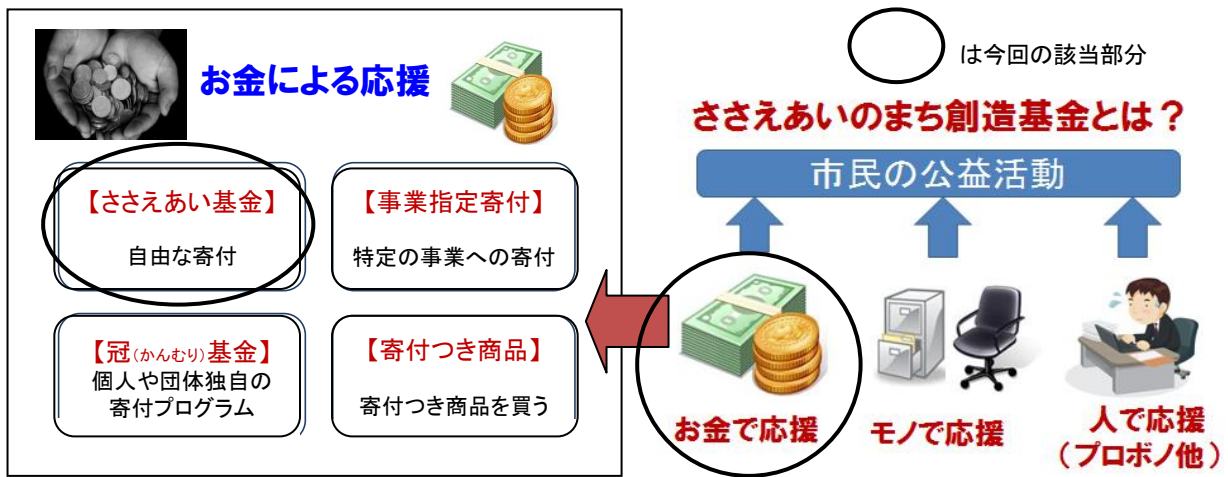 お金による応援
【ささえあい基金】
自由な寄付
【事業指定寄付】
特定の事業への寄付
【冠(かんむり)基金】
個人や団体独自の
寄付プログラム
【寄付つき商品】
寄付つき商品を買う
は今回の該当部分
ささえあいのまち創造基金とは？
市民の公益活動
お金で応援
モノで応援
人で応援
（プロボノ他）